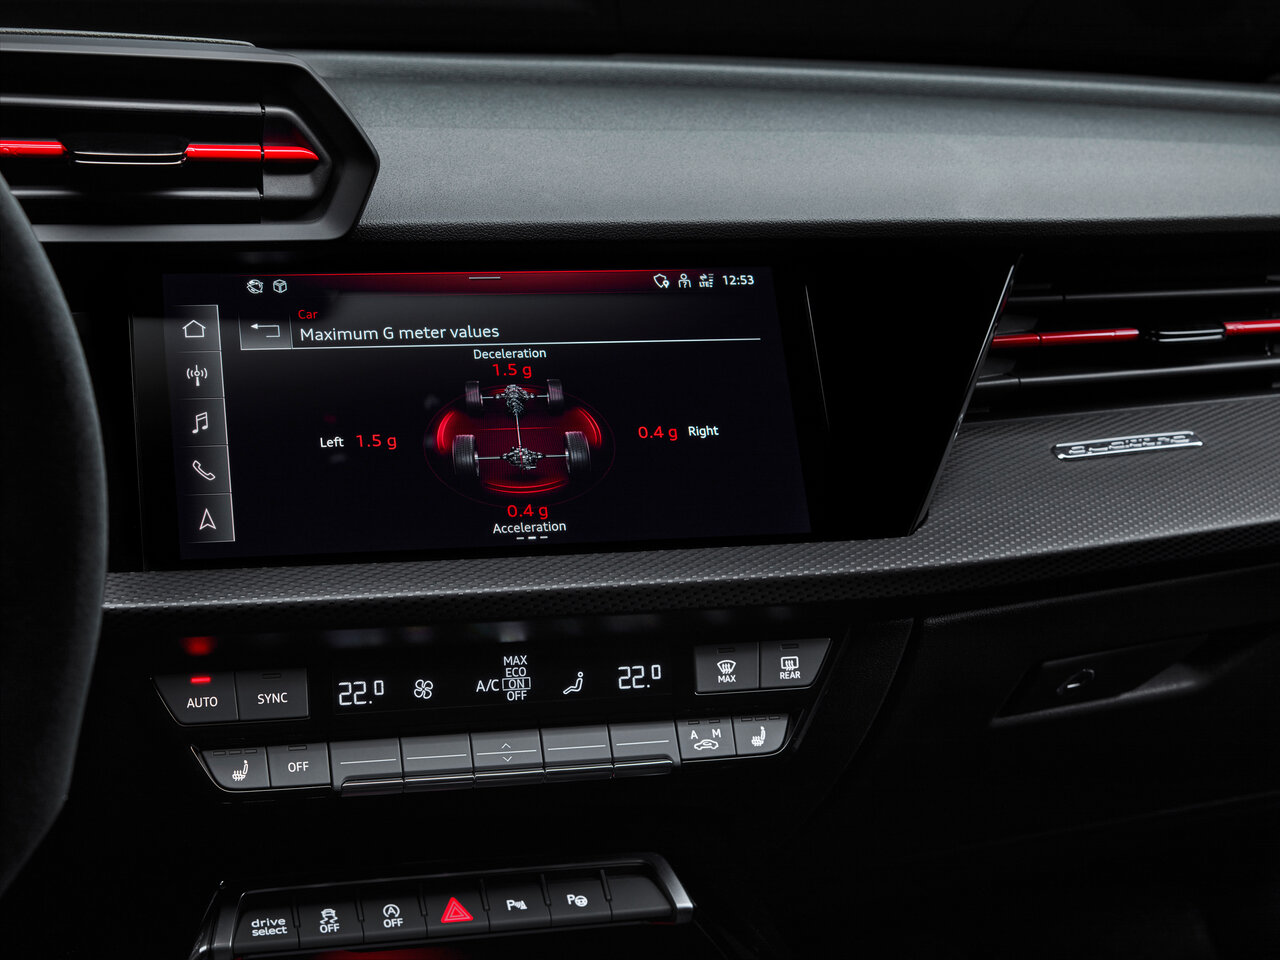 12:53
Car
Maximum G meter values
Deceleration
1.5 g
Left 1.5 g
0.4 g Right
0.4 g
Acceleration
quattro
AUTO
SYNC
22.0
A/C
MAX
ECO
ON
OFF
22.0
MAX
REAR
OFF
A M
drive
select
OFF
A
OFF
P
P